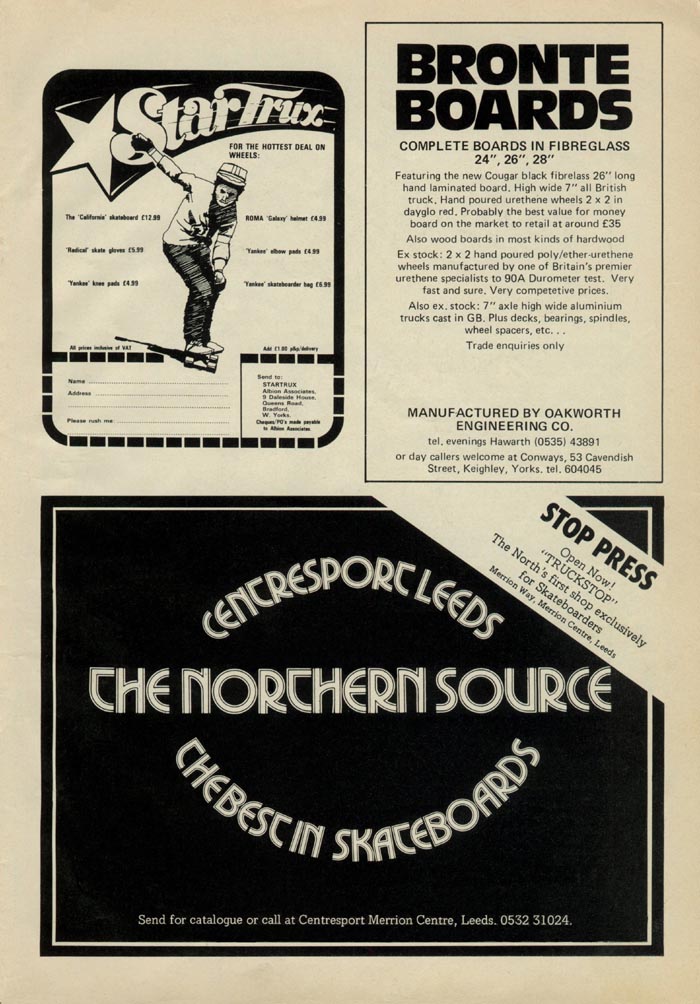 StarTrux
FOR THE HOTTEST DEAL ON
WHEELS:
The 'California' skateboard £12.99
ROMA 'Galaxy' helmet £4.99
'Radical' skate gloves £5.99
'Yankee' elbow pads £4.99
'Yankee' knee pads £4.99
'Yankee' skateboarder bag £6.99
All prices inclusive of VAT
Add £1.00 p&p/delivery
Name
Address
Please rush me:
Send to:
STARTRUX
Albion Associates,
9 Daleside House,
Queens Road,
Bradford,
W. Yorks.
Cheques/PO's made payable
to Albion Associates.
BRONTE
BOARDS
COMPLETE BOARDS IN FIBREGLASS
24", 26", 28"
Featuring the new Cougar black fibrelass 26" long
hand laminated board. High wide 7" all British
truck. Hand poured urethene wheels 2 x 2 in
dayglo red. Probably the best value for money
board on the market to retail at around £35
Also wood boards in most kinds of hardwood
Ex stock: 2 x 2 hand poured poly/ether-urethene
wheels manufactured by one of Britain's premier
urethene specialists to 90A Durometer test. Very
fast and sure. Very competetive prices.
Also ex. stock: 7" axle high wide aluminium
trucks cast in GB. Plus decks, bearings, spindles,
wheel spacers, etc. . .
Trade enquiries only
MANUFACTURED BY OAKWORTH
ENGINEERING CO.
tel. evenings Hawarth (0535) 43891
or day callers welcome at Conways, 53 Cavendish
Street, Keighley, Yorks. tel. 604045
STOP PRESS
Open Now!
"TRUCKSTOP"
The North's first shop exclusively
for Skateboarders
Merrion Way, Merrion Centre, Leeds
CENTRESPORT LEEDS
THE NORTHERN SOURCE
THE BEST IN SKATEBOARDS
Send for catalogue or call at Centresport Merrion Centre, Leeds. 0532 31024.